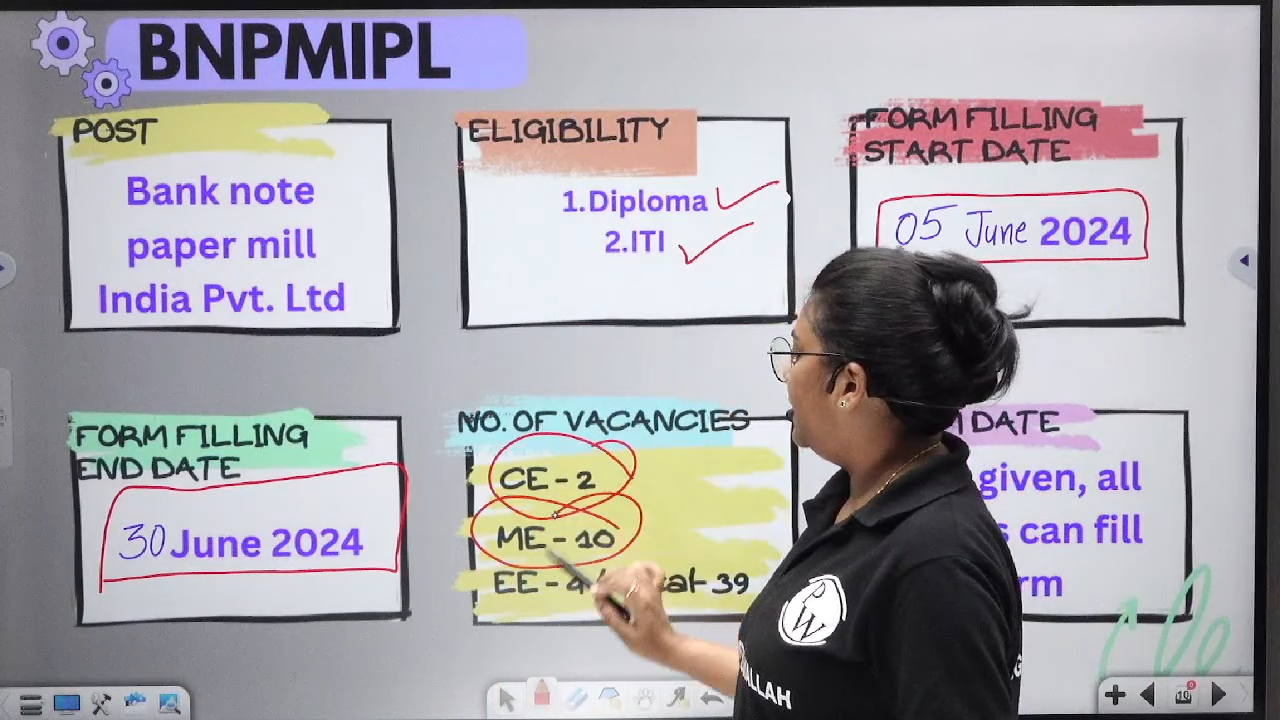 BNPMIPL
POST
Bank note
paper mill
India Pvt. Ltd
ELIGIBILITY
1.Diploma
2.ITI
FORM FILLING
START DATE
05 June 2024
FORM FILLING
END DATE
30 June 2024
NO. OF VACANCIES
CE - 2
ME - 10
EE - 4
39
DATE
given, all
can fill
PW